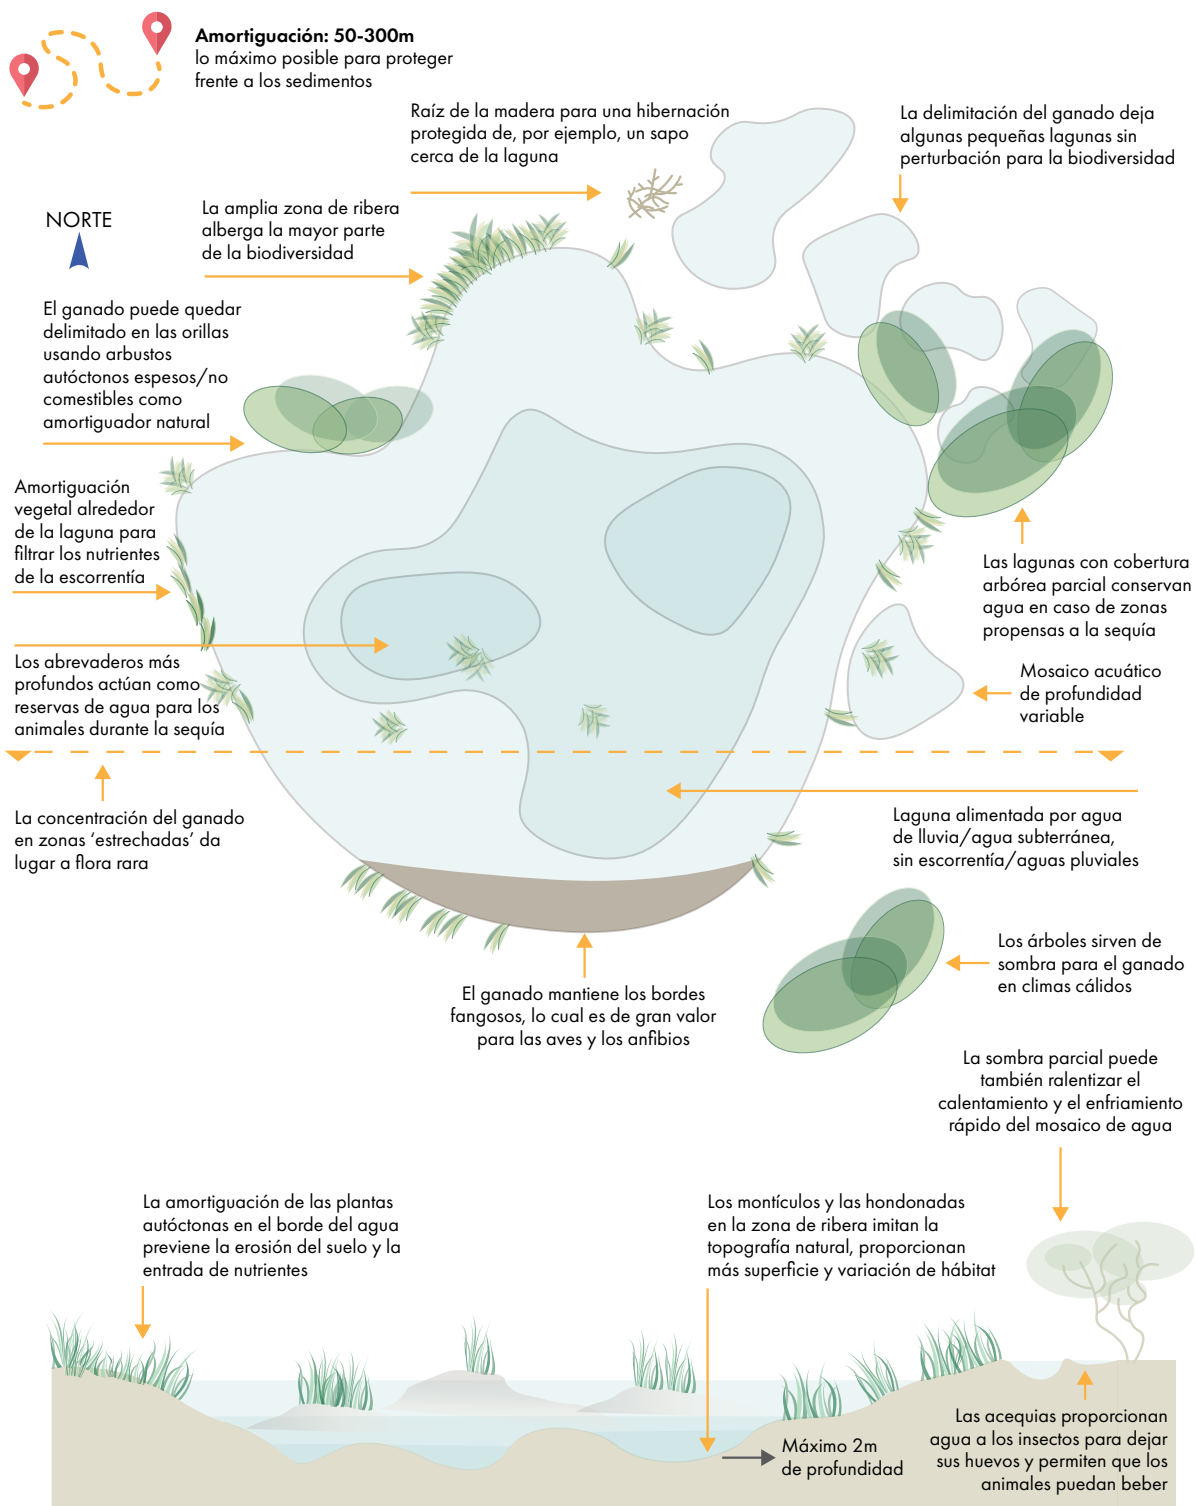 Amortiguación: 50-300m
lo máximo posible para proteger
frente a los sedimentos
Raíz de la madera para una hibernación
protegida de, por ejemplo, un sapo
cerca de la laguna
La delimitación del ganado deja
algunas pequeñas lagunas sin
perturbación para la biodiversidad
NORTE
La amplia zona de ribera
alberga la mayor parte
de la biodiversidad
El ganado puede quedar
delimitado en las orillas
usando arbustos
autóctonos espesos/no
comestibles como
amortiguador natural
Amortiguación
vegetal alrededor
de la laguna para
filtrar los nutrientes
de la escorrentía
Las lagunas con cobertura
arbórea parcial conservan
agua en caso de zonas
propensas a la sequía
Los abrevaderos más
profundos actúan como
reservas de agua para los
animales durante la sequía
Mosaico acuático
de profundidad
variable
La concentración del ganado
en zonas ‘estrechadas’ da
lugar a flora rara
Laguna alimentada por agua
de lluvia/agua subterránea,
sin escorrentía/aguas pluviales
Los árboles sirven de
sombra para el ganado
en climas cálidos
El ganado mantiene los bordes
fangosos, lo cual es de gran valor
para las aves y los anfibios
La sombra parcial puede
también ralentizar el
calentamiento y el enfriamiento
rápido del mosaico de agua
La amortiguación de las plantas
autóctonas en el borde del agua
previene la erosión del suelo y la
entrada de nutrientes
Los montículos y las hondonadas
en la zona de ribera imitan la
topografía natural, proporcionan
más superficie y variación de hábitat
Máximo 2m
de profundidad
Las acequias proporcionan
agua a los insectos para dejar
sus huevos y permiten que los
animales puedan beber